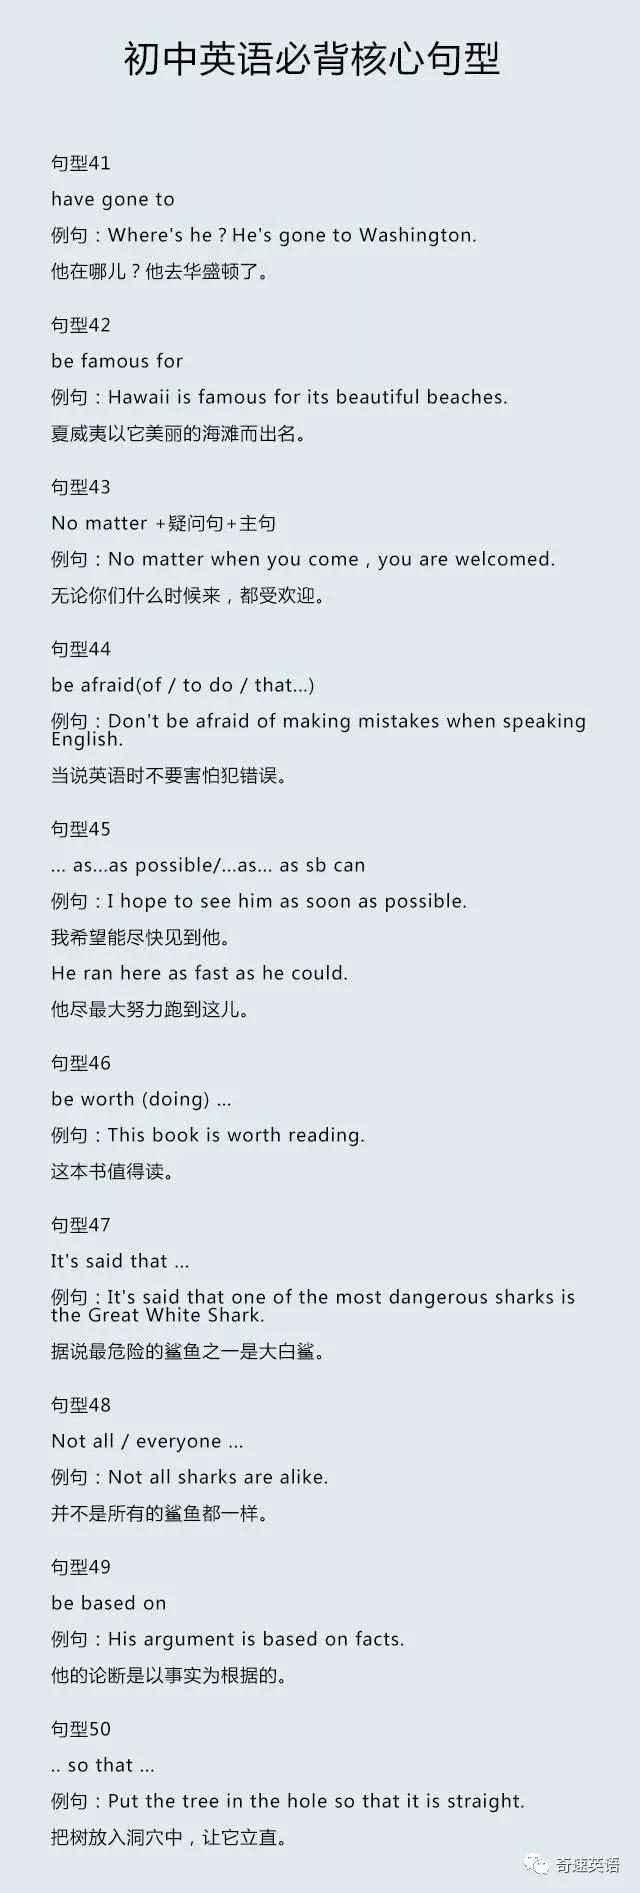 初中英语必背核心句型
句型41
have gone to
例句：Where's he？He's gone to Washington.
他在哪儿？他去华盛顿了。
句型42
be famous for
例句：Hawaii is famous for its beautiful beaches.
夏威夷以它美丽的海滩而出名。
句型43
No matter +疑问句+主句
例句：No matter when you come，you are welcomed.
无论你们什么时候来，都受欢迎。
句型44
be afraid(of / to do / that...)
例句：Don't be afraid of making mistakes when speaking
English.
当说英语时不要害怕犯错误。
句型45
... as...as possible/...as... as sb can
例句：I hope to see him as soon as possible.
我希望能尽快见到他。
He ran here as fast as he could.
他尽最大努力跑到这儿。
句型46
be worth (doing) ...
例句：This book is worth reading.
这本书值得读。
句型47
It's said that ...
例句：It's said that one of the most dangerous sharks is
the Great White Shark.
据说最危险的鲨鱼之一是大白鲨。
句型48
Not all / everyone ...
例句：Not all sharks are alike.
并不是所有的鲨鱼都一样。
句型49
be based on
例句：His argument is based on facts.
他的论断是以事实为根据的。
句型50
.. so that ...
例句：Put the tree in the hole so that it is straight.
把树放入洞穴中，让它立直。
奇速英语